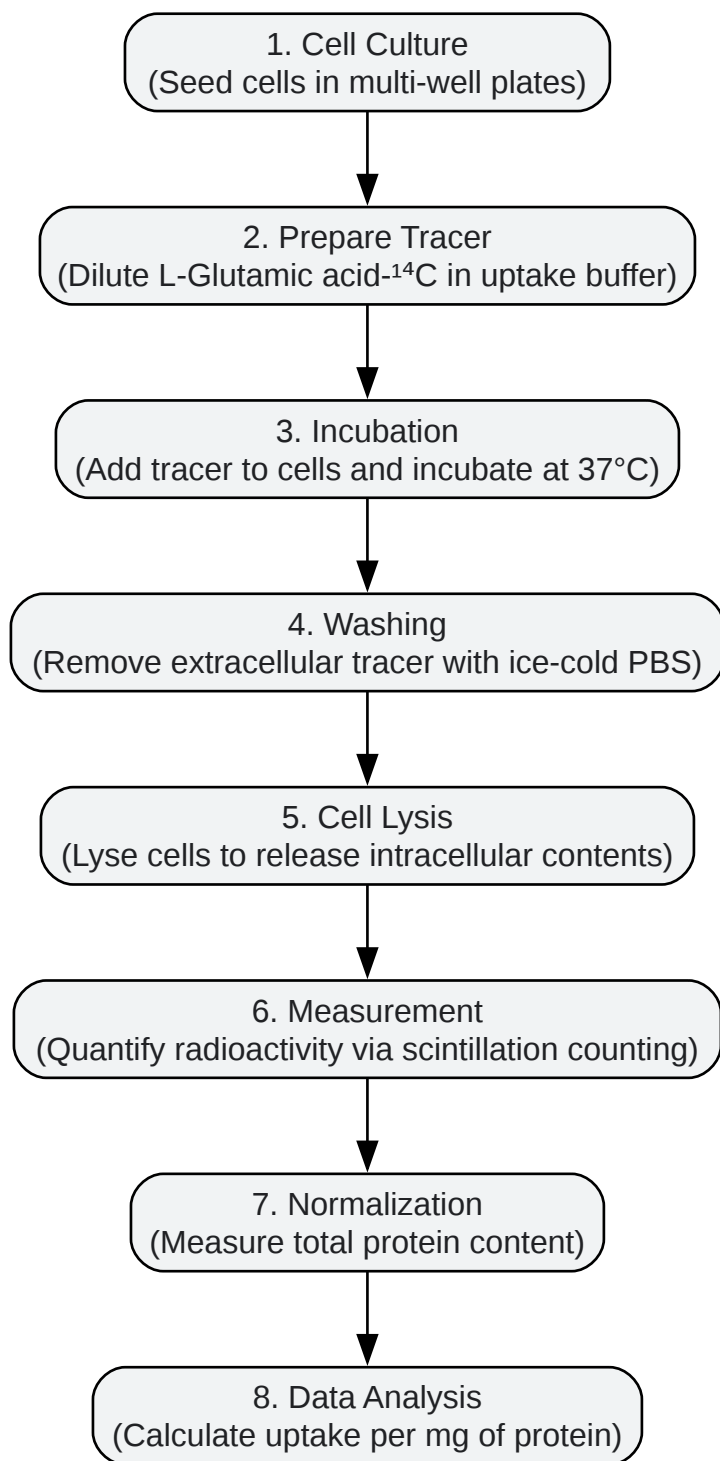 1. Cell Culture
(Seed cells in multi-well plates)
2. Prepare Tracer
(Dilute L-Glutamic acid-¹⁴C in uptake buffer)
3. Incubation
(Add tracer to cells and incubate at 37°C)
4. Washing
(Remove extracellular tracer with ice-cold PBS)
5. Cell Lysis
(Lyse cells to release intracellular contents)
6. Measurement
(Quantify radioactivity via scintillation counting)
7. Normalization
(Measure total protein content)
8. Data Analysis
(Calculate uptake per mg of protein)